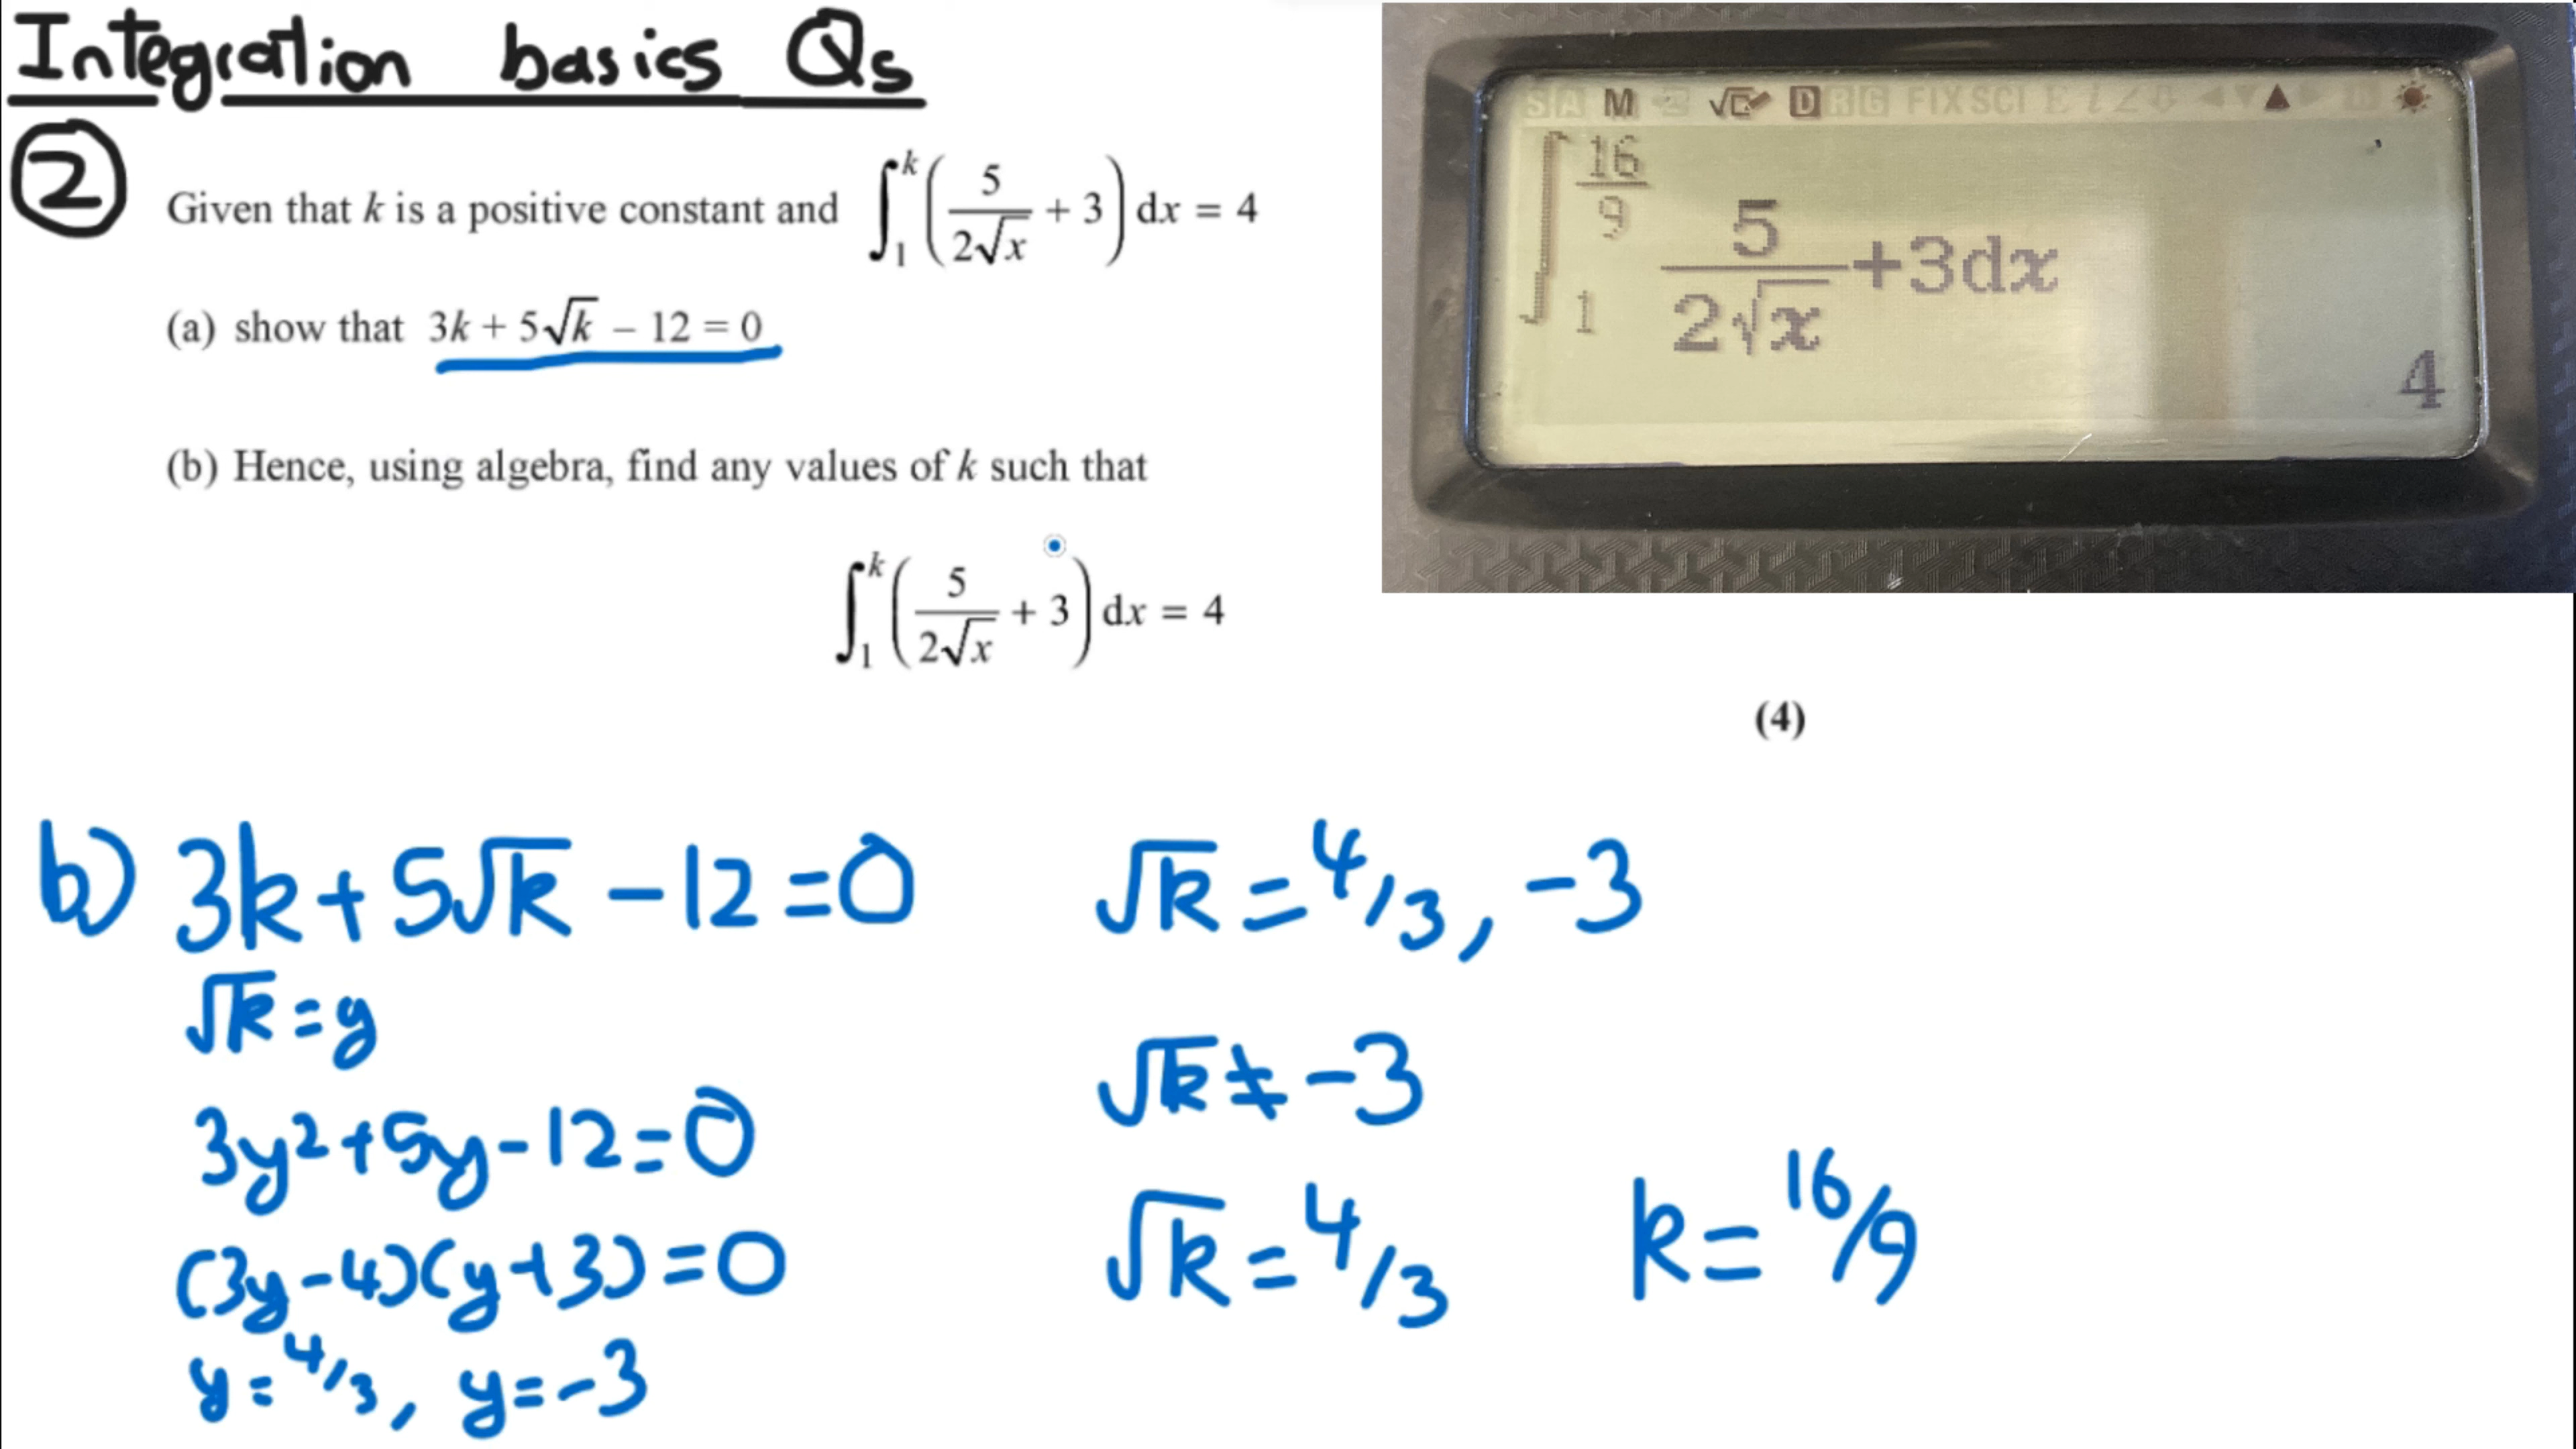 Integration basics Qs
② Given that k is a positive constant and ∫₁ᵏ (5/(2√x) + 3) dx = 4
(a) show that 3k + 5√k − 12 = 0
(b) Hence, using algebra, find any values of k such that
∫₁ᵏ (5/(2√x) + 3) dx = 4
(4)
S A M √□ D R G FIX SCI E i ∠
∫₁^(16/9) 5/(2√x) +3dx
4
b) 3k + 5√k − 12 = 0
√k = y
3y² + 5y − 12 = 0
(3y − 4)(y + 3) = 0
y = 4/3, y = −3
√k = 4/3, −3
√k ≠ −3
√k = 4/3
k = 16/9